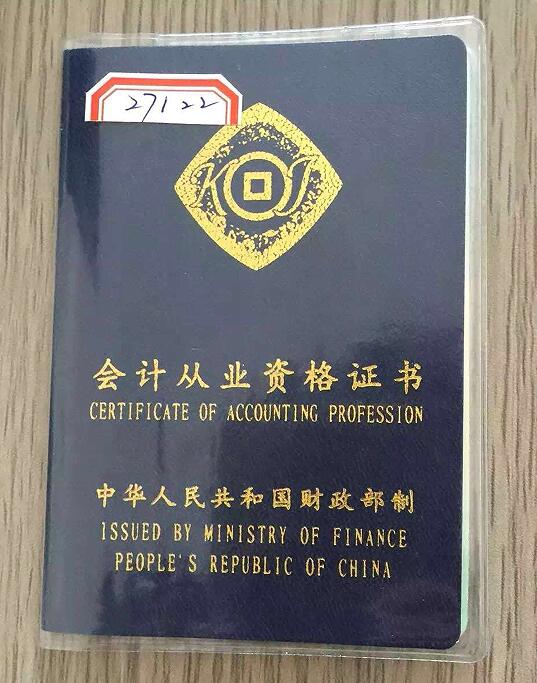 27122
KJ
会计从业资格证书
CERTIFICATE OF ACCOUNTING PROFESSION
中华人民共和国财政部制
ISSUED BY MINISTRY OF FINANCE
PEOPLE'S REPUBLIC OF CHINA